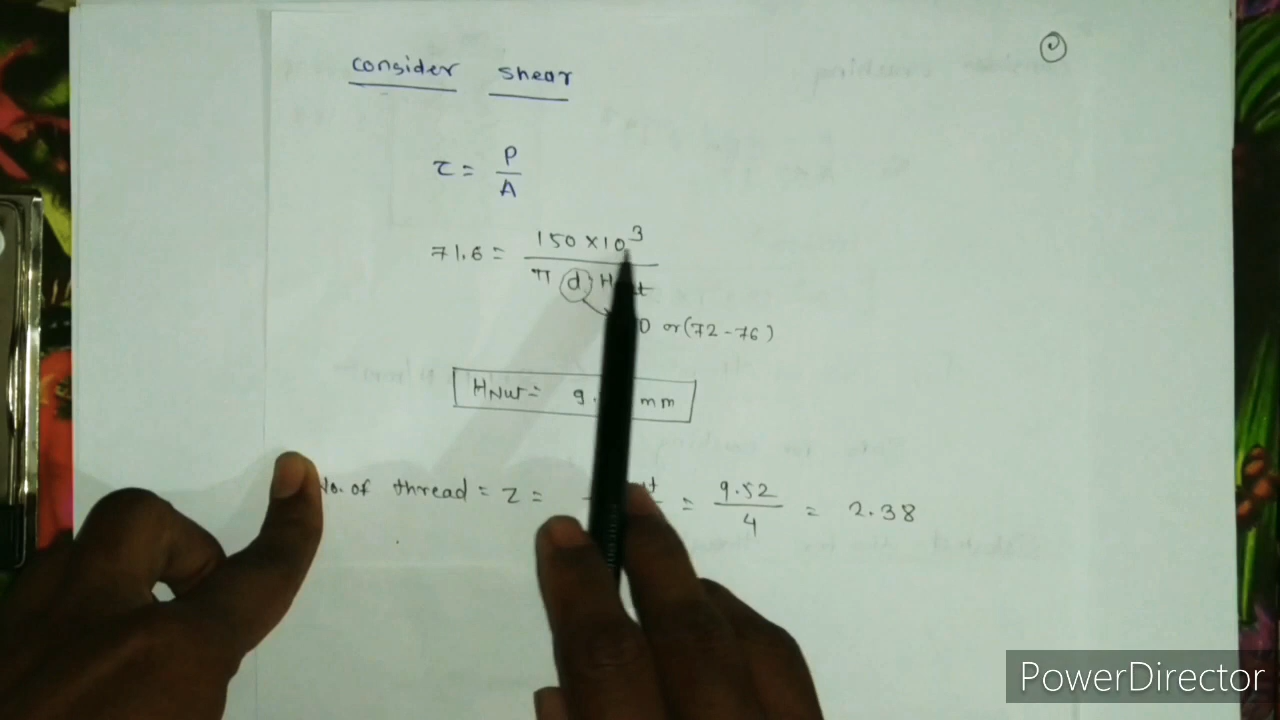 consider shear
τ = P / A
71.6 = 150 × 10³ / π d H t
0 or (72 - 76)
HNut = 9. mm
No. of thread = Z = = 9.52 / 4 = 2.38
PowerDirector